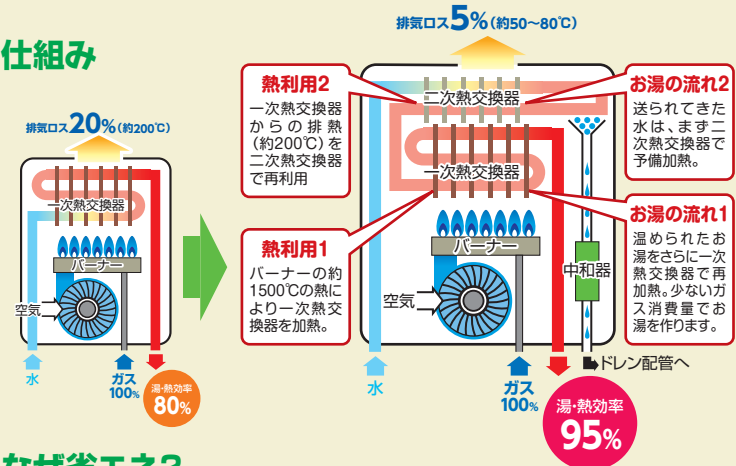 仕組み
排気ロス20%(約200℃)
一次熱交換器
バーナー
空気
水
ガス
100%
湯・熱効率
80%
排気ロス5%(約50～80℃)
熱利用2
一次熱交換器
からの排熱
(約200℃)を
二次熱交換器
で再利用
熱利用1
バーナーの約
1500℃の熱に
より一次熱交
換器を加熱。
二次熱交換器
一次熱交換器
バーナー
空気
中和器
お湯の流れ2
送られてきた
水は、まず二
次熱交換器で
予備加熱。
お湯の流れ1
温められたお
湯をさらに一次
熱交換器で再
加熱。少ないガ
ス消費量でお
湯を作ります。
ドレン配管へ
水
ガス
100%
湯・熱効率
95%
なぜ省エネ?